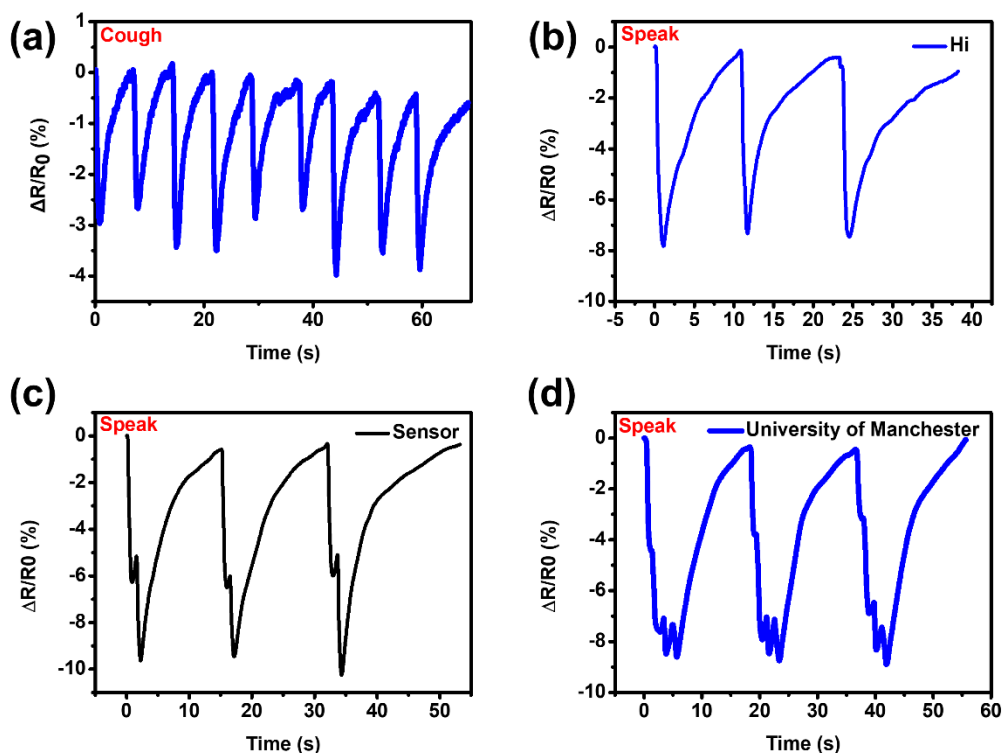 (a)
Cough
1
0
-1
-2
-3
-4
ΔR/R0 (%)
0 20 40 60
Time (s)
(b)
Speak
Hi
0
-2
-4
-6
-8
-10
ΔR/R0 (%)
-5 0 5 10 15 20 25 30 35 40
Time (s)
(c)
Speak
Sensor
0
-2
-4
-6
-8
-10
ΔR/R0 (%)
0 10 20 30 40 50
Time (s)
(d)
Speak
University of Manchester
0
-2
-4
-6
-8
-10
ΔR/R0 (%)
0 10 20 30 40 50 60
Time (s)